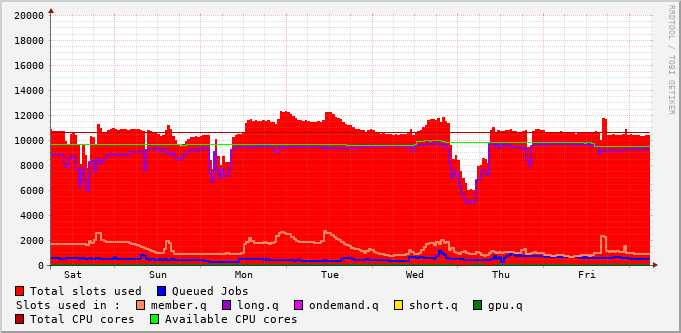 20000
18000
16000
14000
12000
10000
8000
6000
4000
2000
0
Sat Sun Mon Tue Wed Thu Fri
Total slots used Queued Jobs
Slots used in : member.q long.q ondemand.q short.q gpu.q
Total CPU cores Available CPU cores
RRDTOOL / TOBI OETIKER